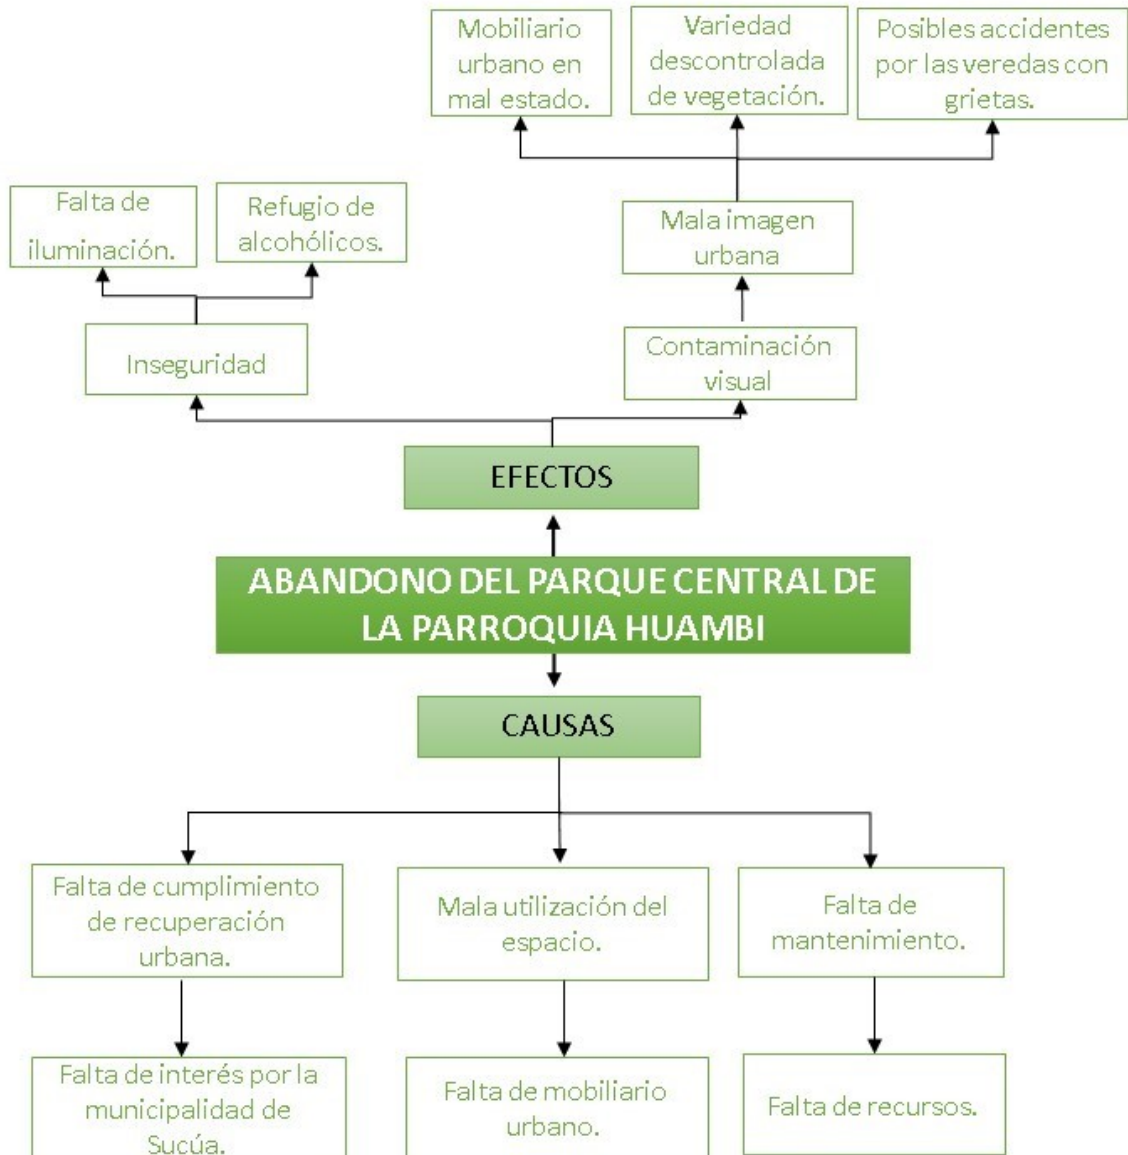 Mobiliario
urbano en
mal estado.
Variedad
descontrolada
de vegetación.
Posibles accidentes
por las veredas con
grietas.
Falta de
iluminación.
Refugio de
alcohólicos.
Mala imagen
urbana
Inseguridad
Contaminación
visual
EFECTOS
ABANDONO DEL PARQUE CENTRAL DE
LA PARROQUIA HUAMBI
CAUSAS
Falta de cumplimiento
de recuperación
urbana.
Mala utilización del
espacio.
Falta de
mantenimiento.
Falta de interés por la
municipalidad de
Sucúa.
Falta de mobiliario
urbano.
Falta de recursos.